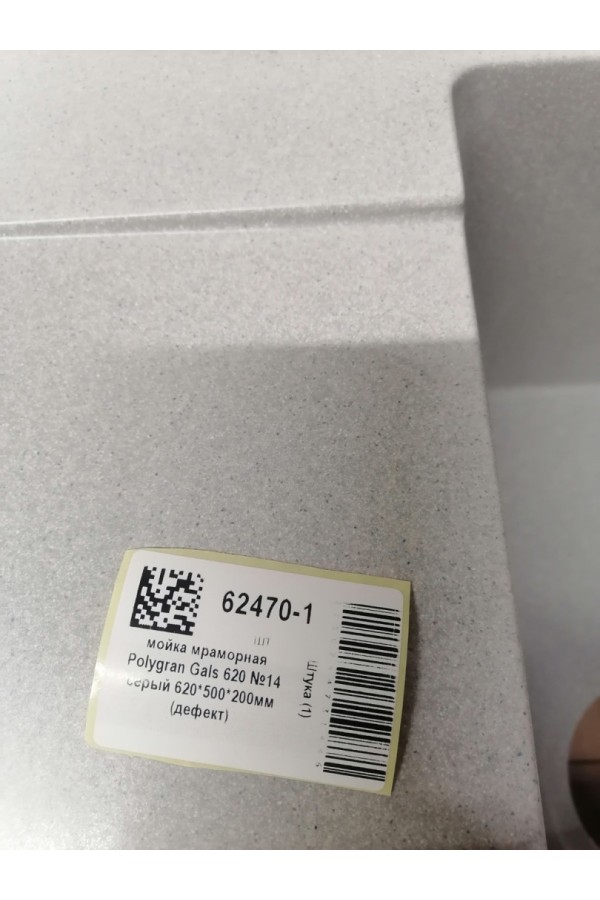 62470-1
шт
мойка мраморная
Polygran Gals 620 №14
серый 620*500*200мм
(дефект)
Штука (1)